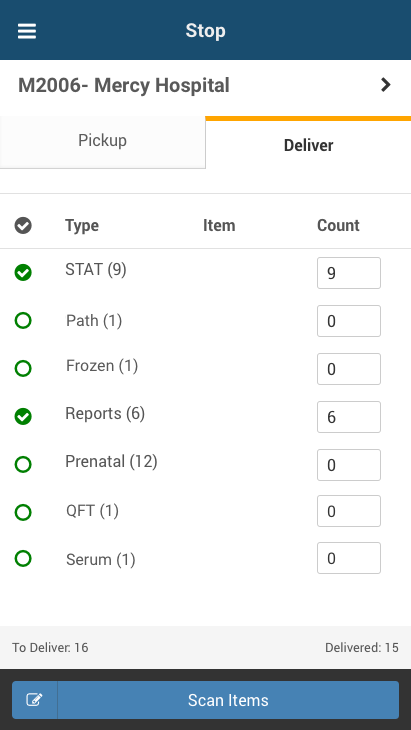 Stop
M2006- Mercy Hospital
Pickup Deliver
Type Item Count
STAT (9) 9
Path (1) 0
Frozen (1) 0
Reports (6) 6
Prenatal (12) 0
QFT (1) 0
Serum (1) 0
To Deliver: 16 Delivered: 15
Scan Items